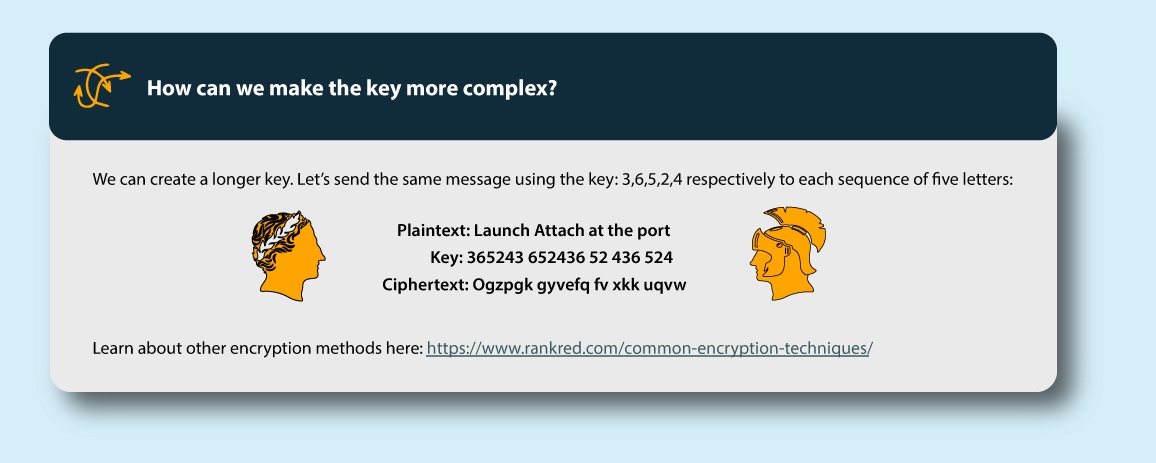 How can we make the key more complex?
We can create a longer key. Let's send the same message using the key: 3,6,5,2,4 respectively to each sequence of five letters:
Plaintext: Launch Attach at the port
Key: 365243 652436 52 436 524
Ciphertext: Ogzpgk gyvefq fv xkk uqvw
Learn about other encryption methods here: https://www.rankred.com/common-encryption-techniques/